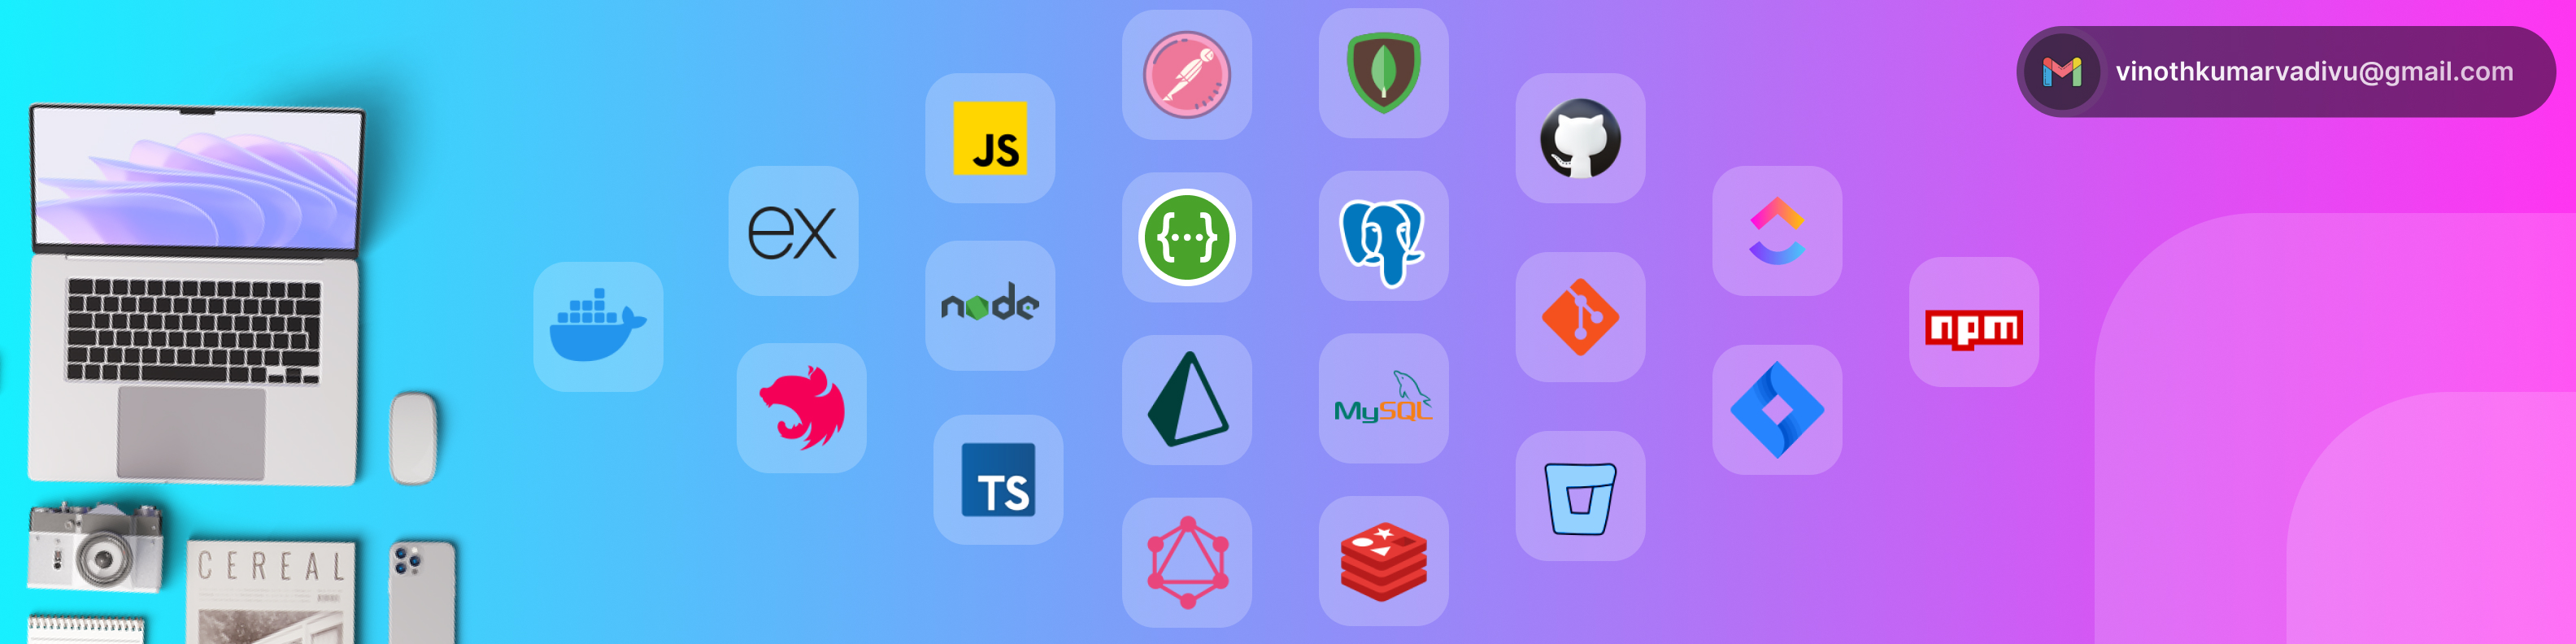 vinothkumarvadivu@gmail.com
JS
ex
{...}
node
npm
MySQL
TS
CEREAL